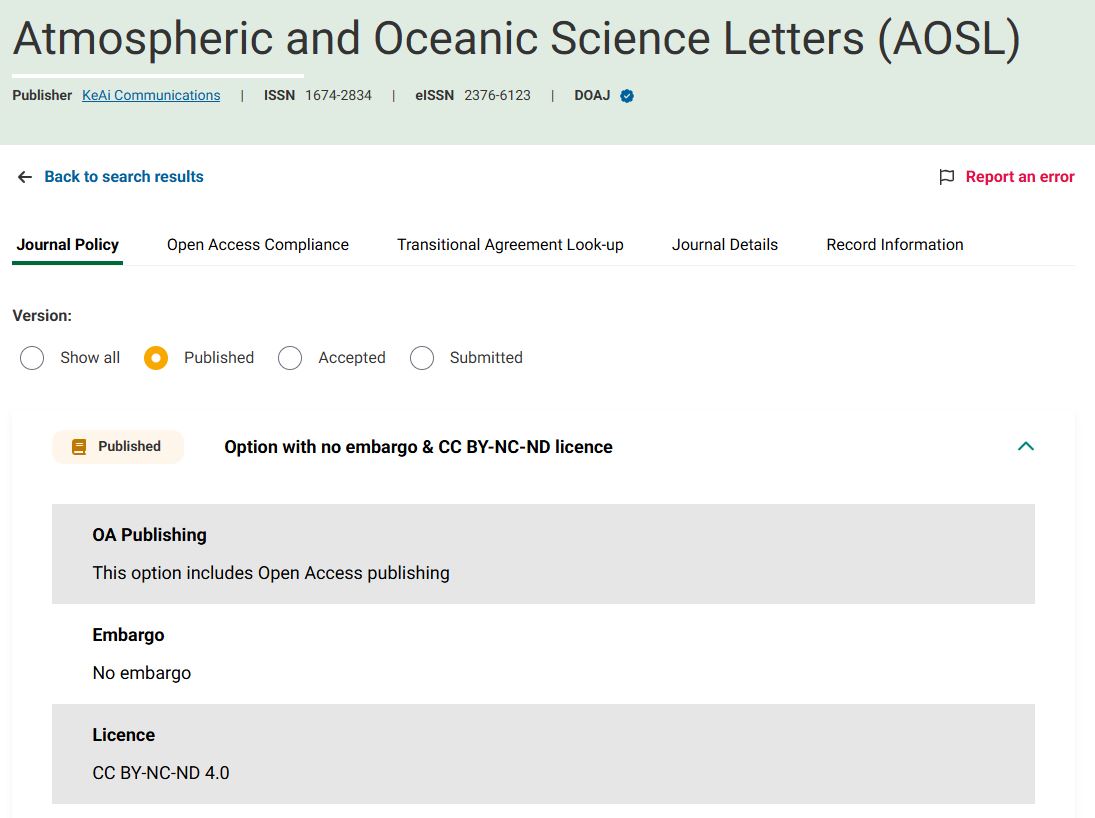 Atmospheric and Oceanic Science Letters (AOSL)
Publisher KeAi Communications | ISSN 1674-2834 | eISSN 2376-6123 | DOAJ
Back to search results Report an error
Journal Policy Open Access Compliance Transitional Agreement Look-up Journal Details Record Information
Version:
Show all Published Accepted Submitted
Published Option with no embargo & CC BY-NC-ND licence
OA Publishing
This option includes Open Access publishing
Embargo
No embargo
Licence
CC BY-NC-ND 4.0